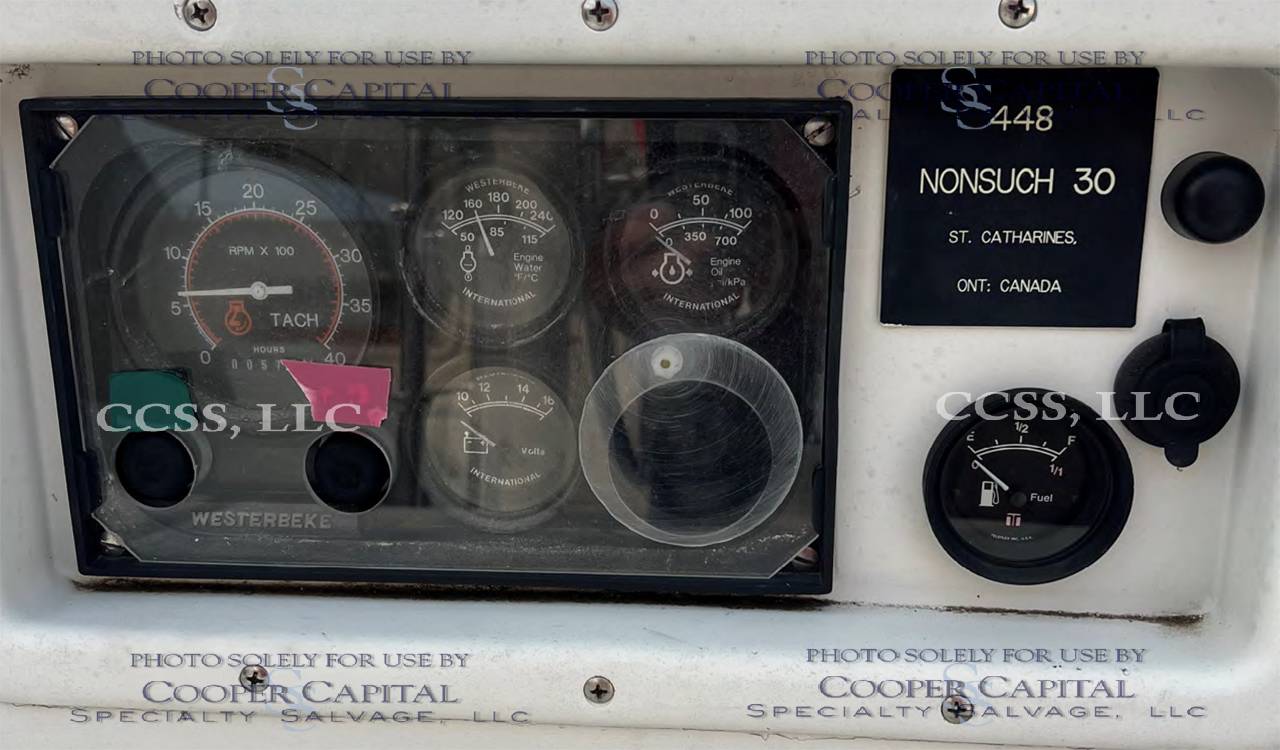 PHOTO SOLELY FOR USE BY
COOPER CAPITAL
PHOTO SOLELY FOR USE BY
COOPER CAPITAL
LLC
448
NONSUCH 30
ST. CATHARINES,
ONT: CANADA
0 5 10 15 20 25 30 35 40
RPM X 100
TACH
HOURS
WESTERBEKE
120 160 180 200 240
50 85 115
Engine
Water
°F/°C
INTERNATIONAL
WESTERBEKE
0 50 100
0 350 700
Engine
Oil
/kPa
INTERNATIONAL
10 12 14 16
Volts
INTERNATIONAL
WESTERBEKE
E 1/2 F
0 1/1
Fuel
CCSS, LLC
CCSS, LLC
PHOTO SOLELY FOR USE BY
COOPER CAPITAL
SPECIALTY SALVAGE, LLC
PHOTO SOLELY FOR USE BY
COOPER CAPITAL
SPECIALTY SALVAGE, LLC